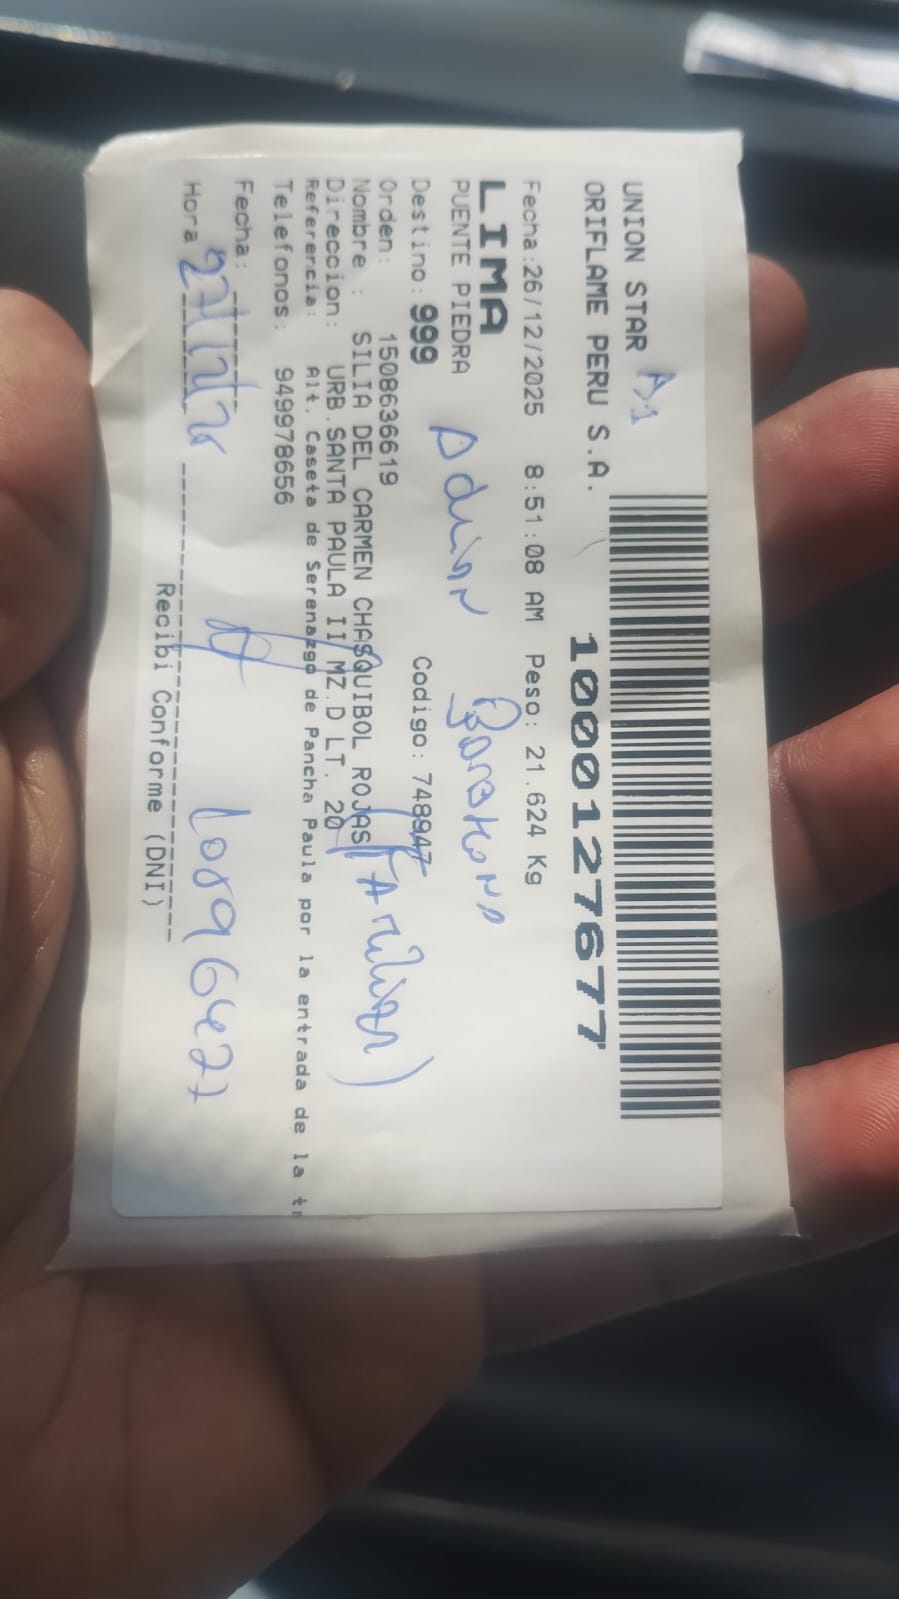 UNION STAR
ORIFLAME PERU S.A.
1000127677
Fecha:26/12/2025 8:51:08 AM Peso: 21.624 Kg
LIMA
PUENTE PIEDRA
Destino: 999 Codigo: 748947
Orden: 1508636619
Nombre : SILIA DEL CARMEN CHASQUIBOL ROJAS
(Familiar)
Direccion: URB.SANTA PAULA II MZ.D LT. 20
Referencia: Alt. Caseta de Serenazgo de Pancha Paula por la entrada de la
Telefonos: 949978656
Fecha:
Hora
Recibi Conforme (DNI)